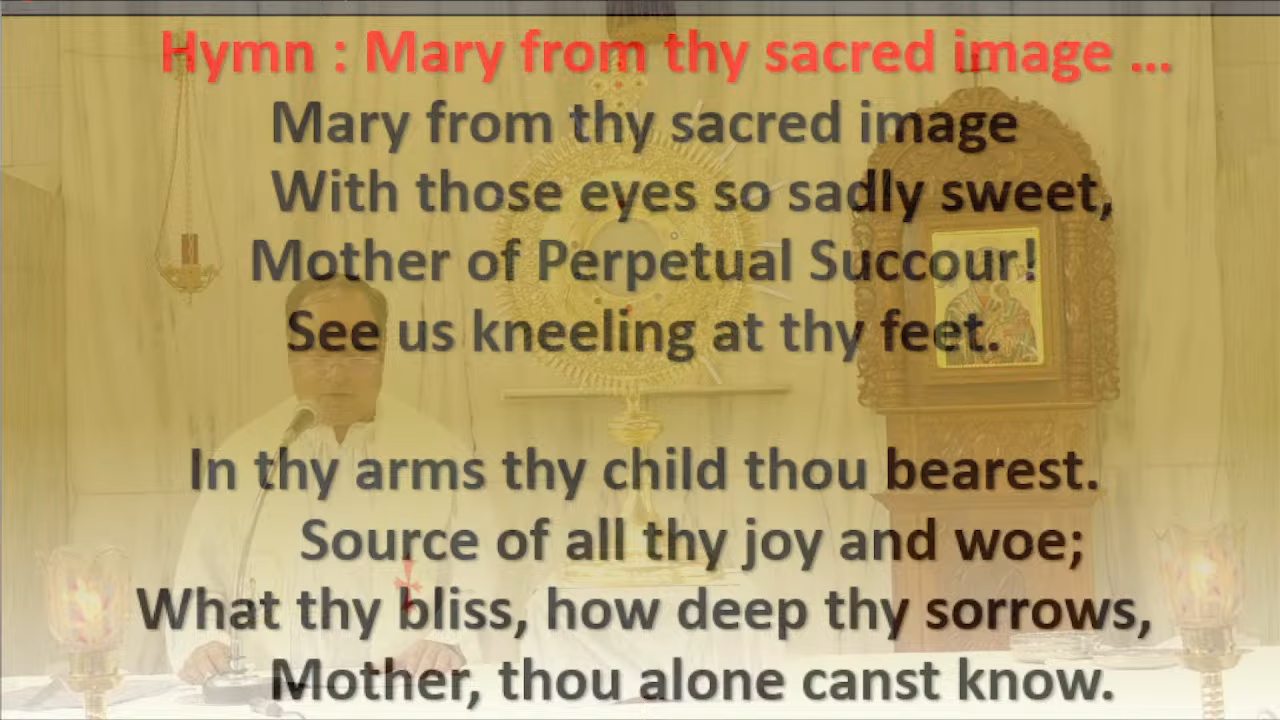 Hymn : Mary from thy sacred image ...
Mary from thy sacred image
With those eyes so sadly sweet,
Mother of Perpetual Succour!
See us kneeling at thy feet.
In thy arms thy child thou bearest.
Source of all thy joy and woe;
What thy bliss, how deep thy sorrows,
Mother, thou alone canst know.